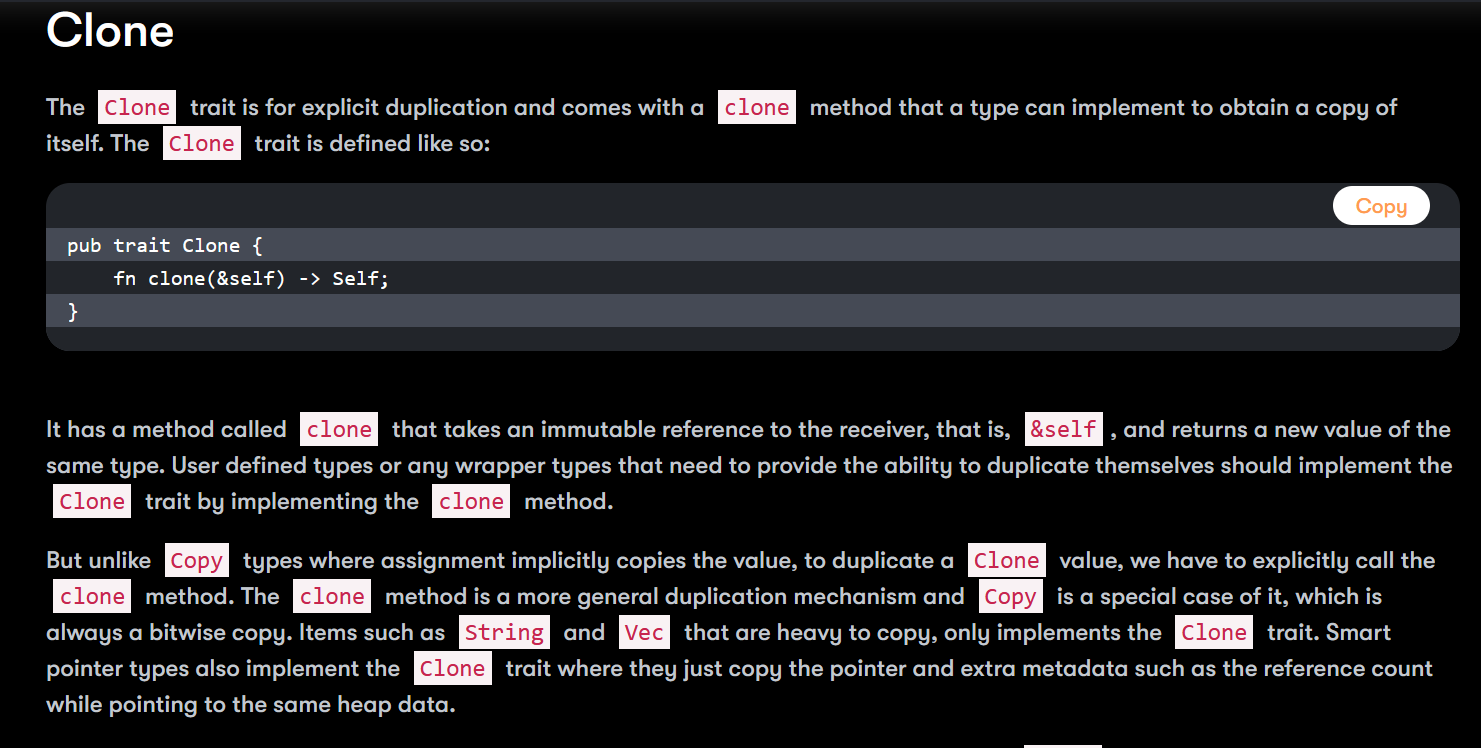 Clone
The Clone trait is for explicit duplication and comes with a clone method that a type can implement to obtain a copy of
itself. The Clone trait is defined like so:
Copy
pub trait Clone {
    fn clone(&self) -> Self;
}
It has a method called clone that takes an immutable reference to the receiver, that is, &self , and returns a new value of the
same type. User defined types or any wrapper types that need to provide the ability to duplicate themselves should implement the
Clone trait by implementing the clone method.
But unlike Copy types where assignment implicitly copies the value, to duplicate a Clone value, we have to explicitly call the
clone method. The clone method is a more general duplication mechanism and Copy is a special case of it, which is
always a bitwise copy. Items such as String and Vec that are heavy to copy, only implements the Clone trait. Smart
pointer types also implement the Clone trait where they just copy the pointer and extra metadata such as the reference count
while pointing to the same heap data.